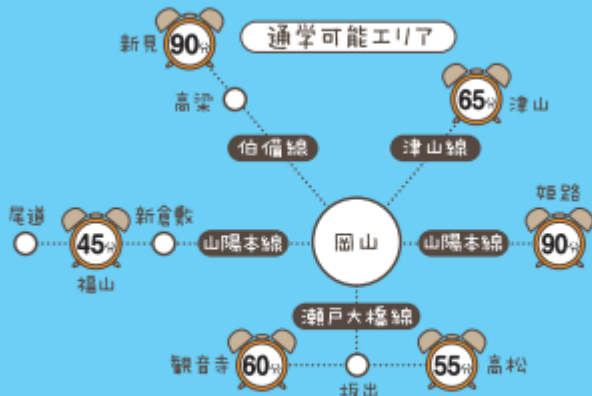 通学可能エリア
新見
90分
高梁
伯備線
65分
津山
津山線
尾道
45分
福山
新倉敷
山陽本線
岡山
山陽本線
姫路
90分
瀬戸大橋線
観音寺
60分
坂出
55分
高松